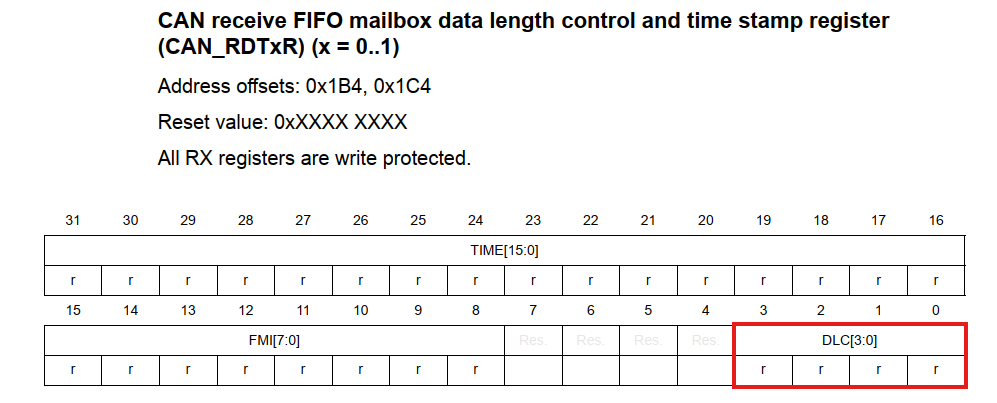 CAN receive FIFO mailbox data length control and time stamp register
(CAN_RDTxR) (x = 0..1)
Address offsets: 0x1B4, 0x1C4
Reset value: 0xXXXX XXXX
All RX registers are write protected.
31 30 29 28 27 26 25 24 23 22 21 20 19 18 17 16
TIME[15:0]
r r r r r r r r r r r r r r r r
15 14 13 12 11 10 9 8 7 6 5 4 3 2 1 0
FMI[7:0] Res. Res. Res. Res. DLC[3:0]
r r r r r r r r r r r r